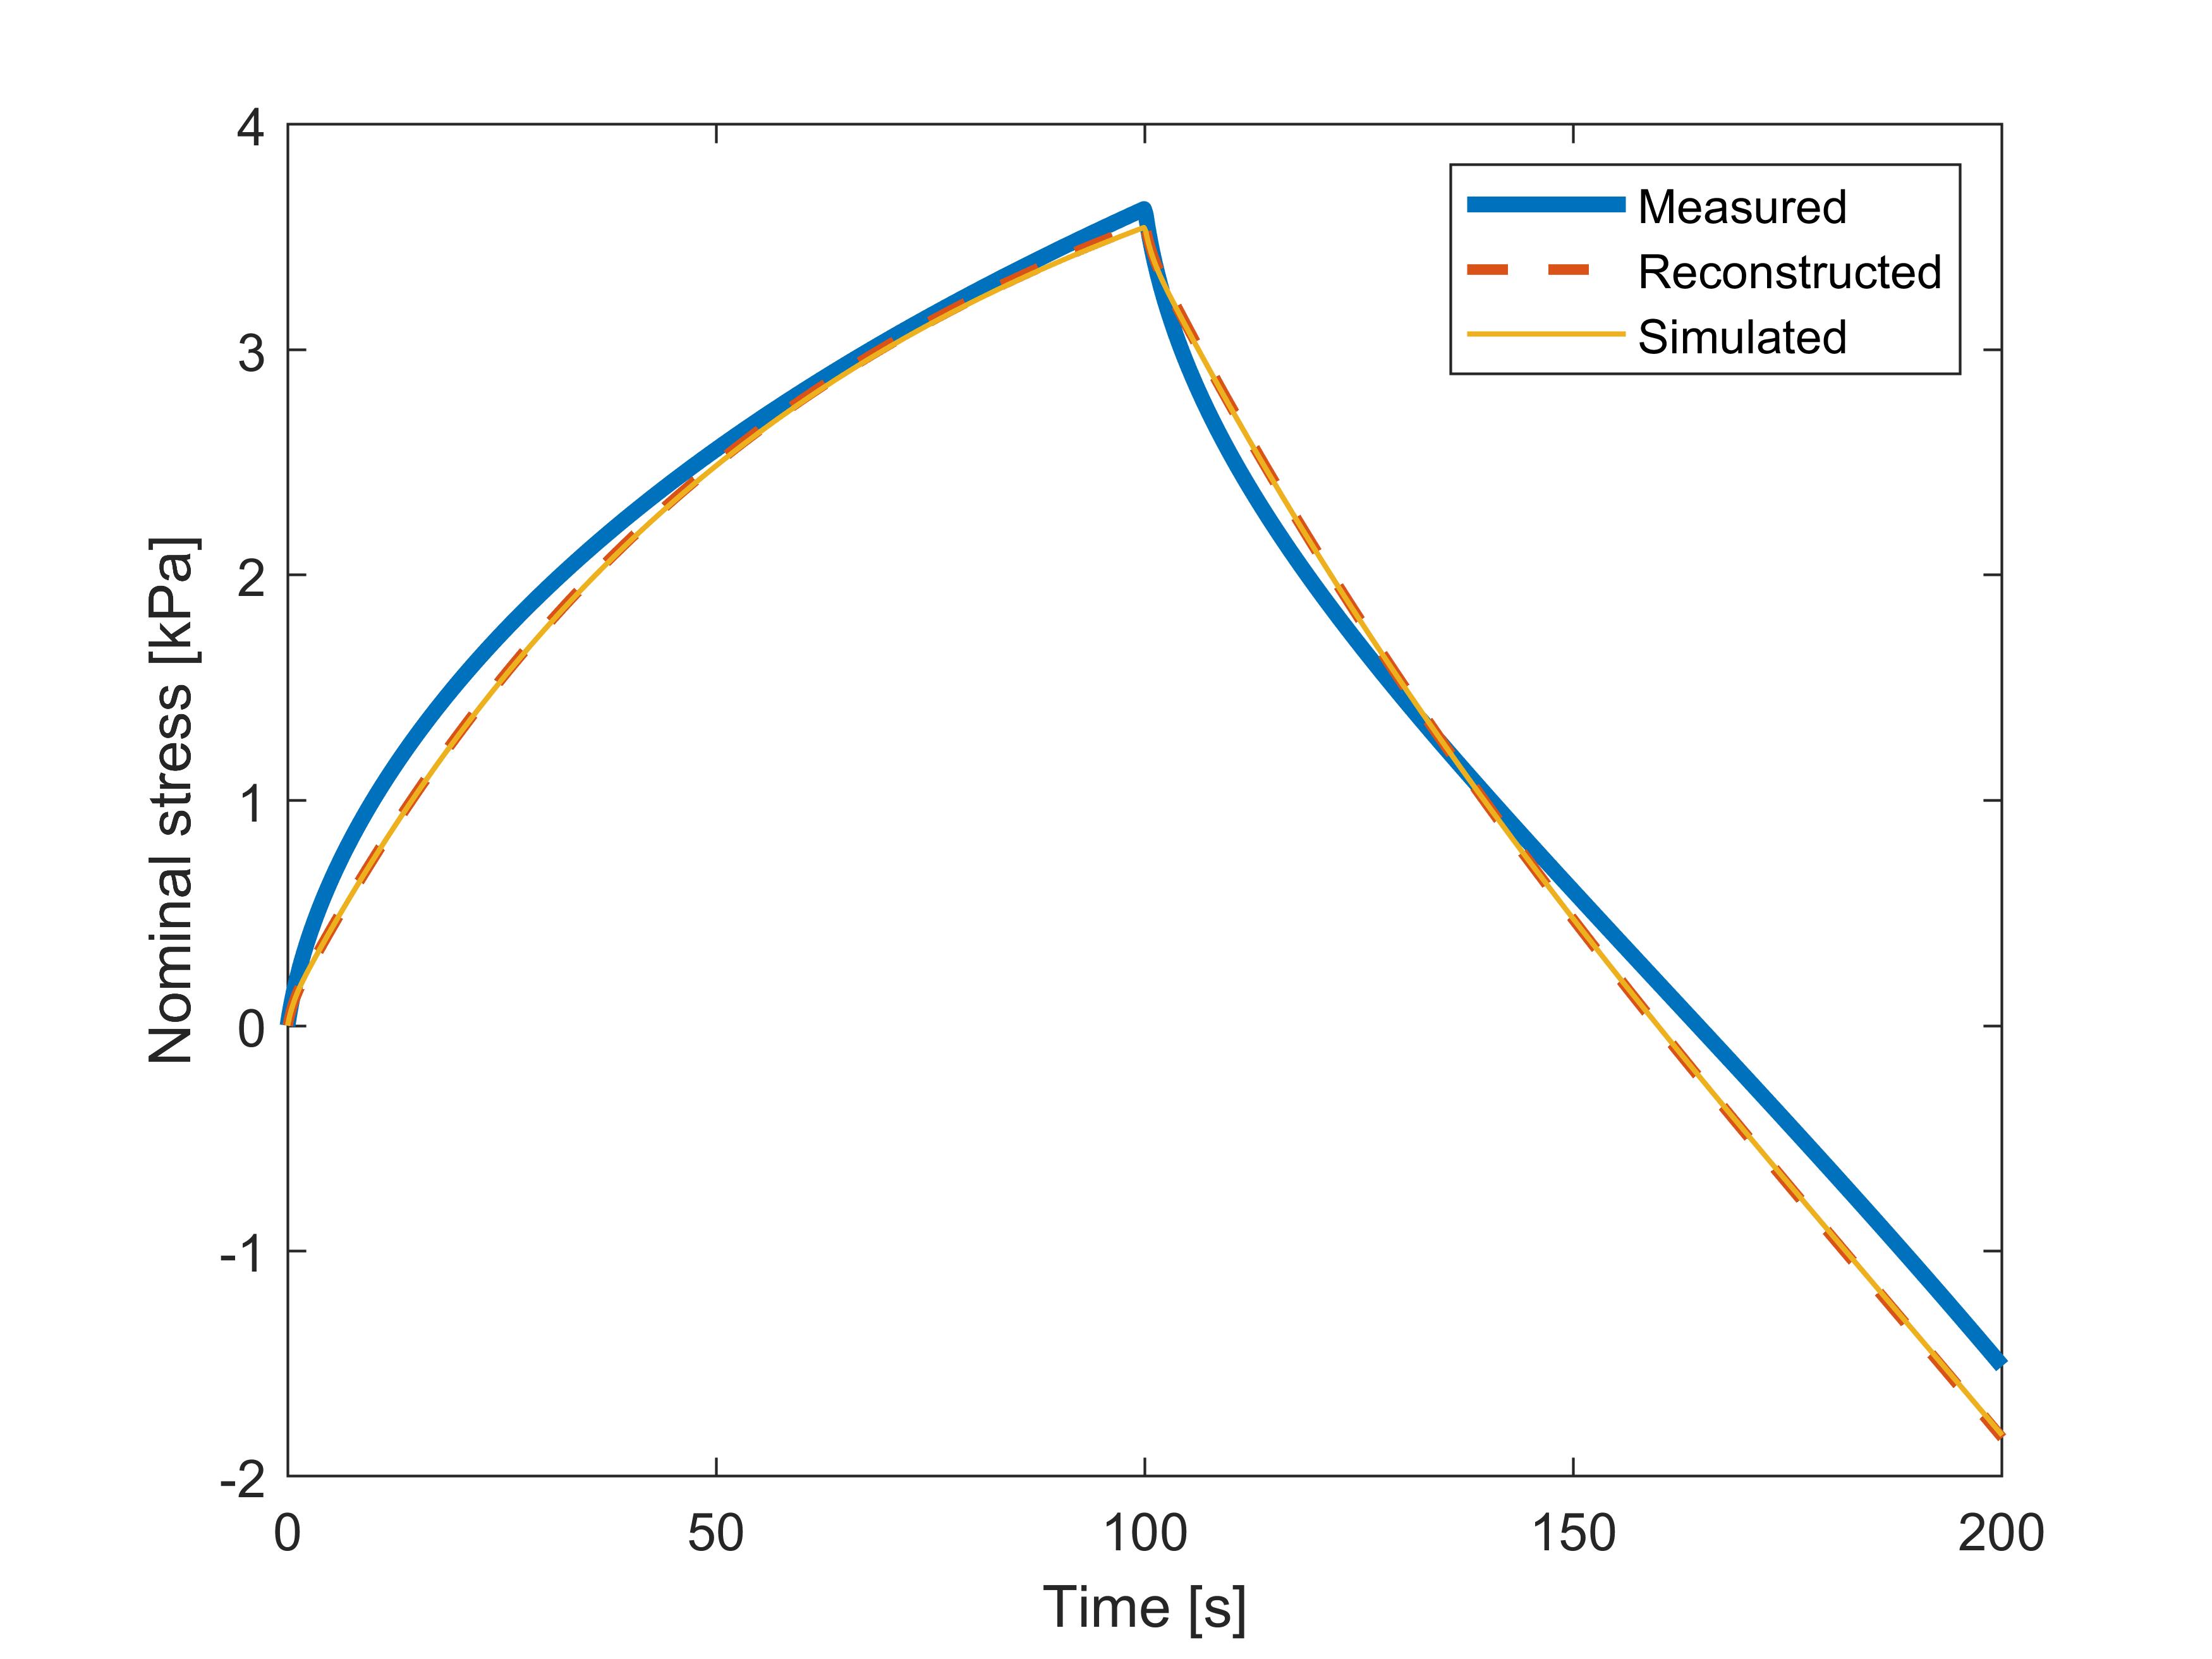 4
3
2
1
0
-1
-2
Nominal stress [kPa]
Measured
Reconstructed
Simulated
0 50 100 150 200
Time [s]